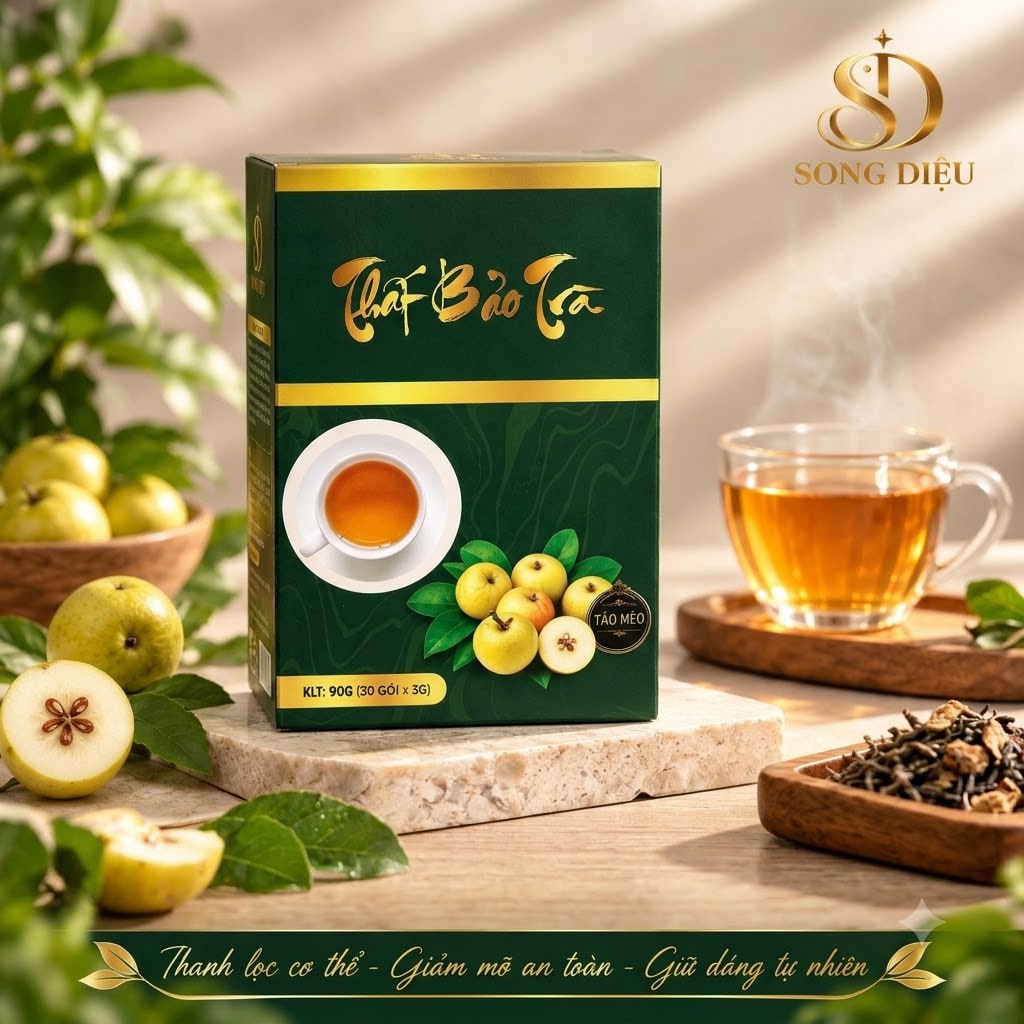 SONG DIỆU
Thất Bảo Trà
TÁO MÈO
KLT: 90G (30 GÓI x 3G)
Thanh lọc cơ thể - Giảm mỡ an toàn - Giữ dáng tự nhiên